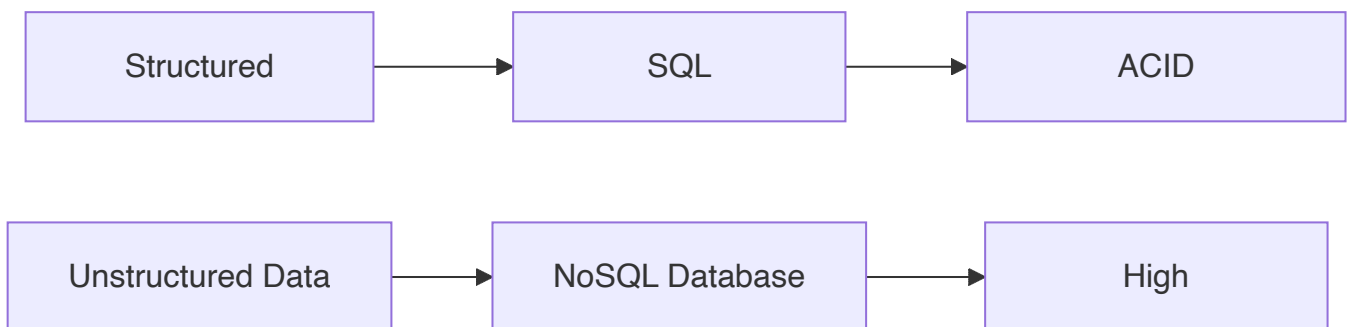 Structured
SQL
ACID
Unstructured Data
NoSQL Database
High